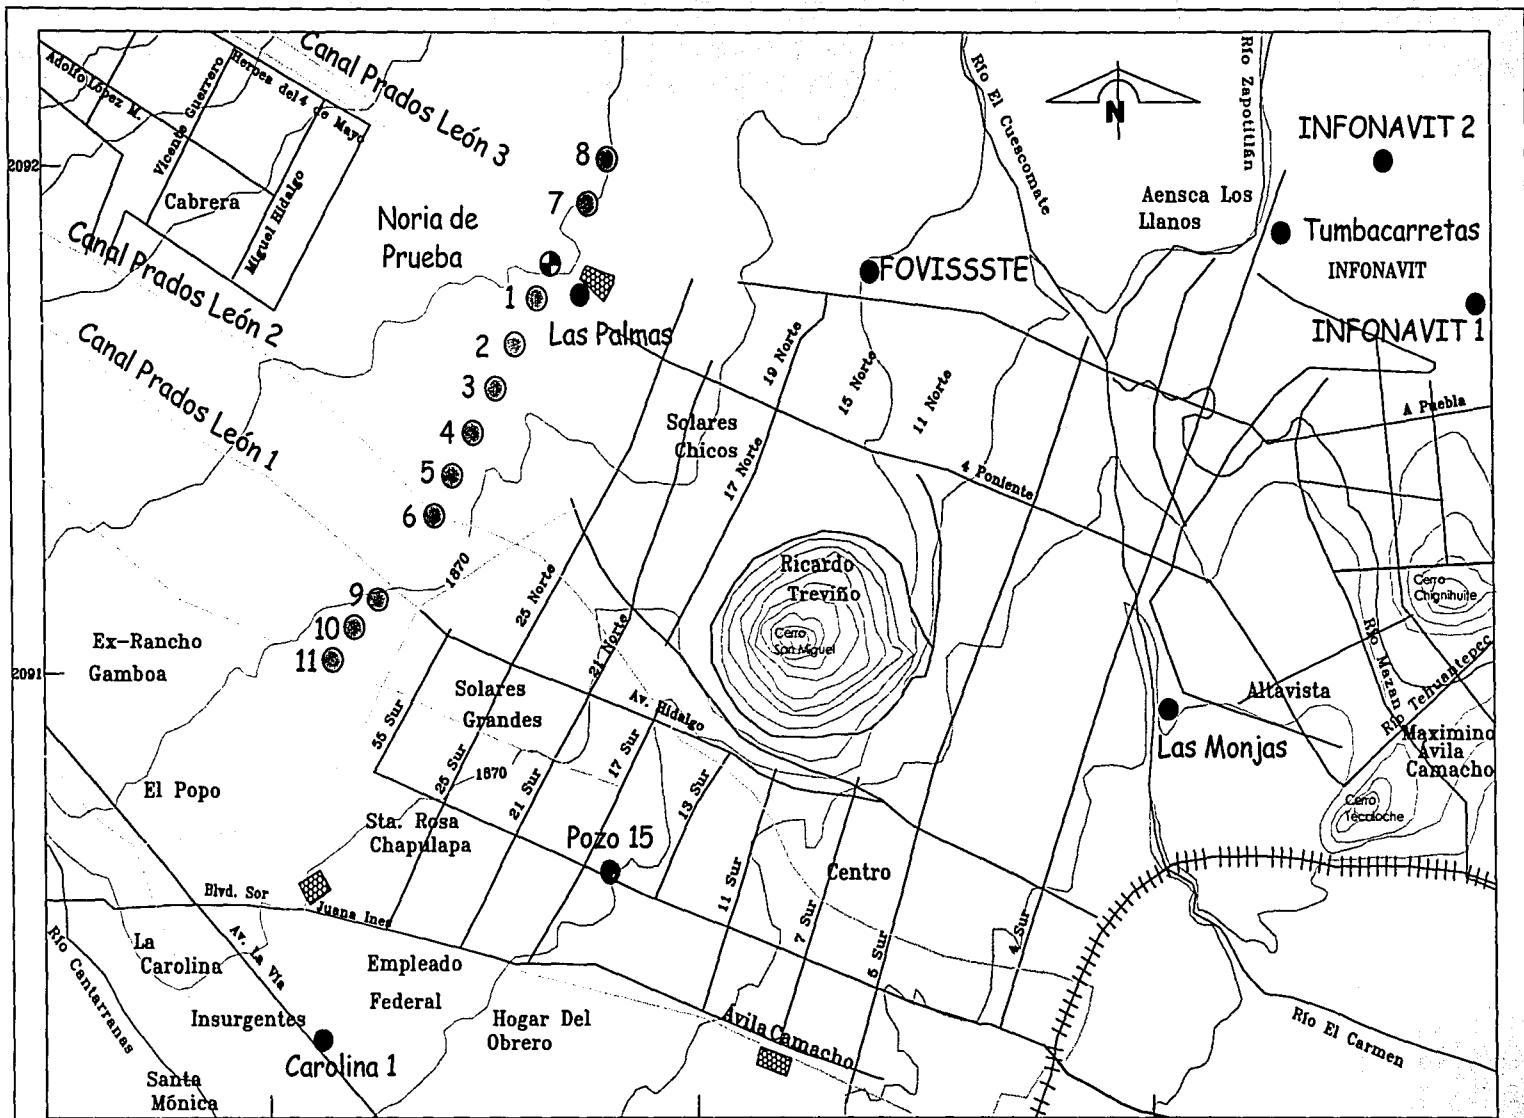 Canal Prados León 3
Adolfo López M.
Vicente Guerrero
Heroes del 4 de Mayo
Miguel Hidalgo
Cabrera
2092
Canal Prados León 2
Canal Prados León 1
Noria de
Prueba
8
7
1
2
3
4
5
6
9
10
11
Las Palmas
Río El Cuescomate
N
Río Zapotitlán
INFONAVIT 2
Aensca Los
Llanos
Tumbacarretas
INFONAVIT
INFONAVIT 1
FOVISSSTE
19 Norte
15 Norte
11 Norte
17 Norte
Solares
Chicos
4 Poniente
A Puebla
1870
25 Norte
21 Norte
Ricardo
Treviño
Cerro
San Miguel
Cerro
Chignihuite
Río Mazan
Río Tehuantepec
Ex-Rancho
Gamboa
2091
Solares
Grandes
Av. Hidalgo
Altavista
Las Monjas
Maximino
Avila
Camacho
55 Sur
25 Sur
1870
21 Sur
17 Sur
13 Sur
El Popo
Sta. Rosa
Chapulapa
Pozo 15
Cerro
Tecoloche
Centro
11 Sur
7 Sur
5 Sur
4 Sur
Blvd. Sor
Juana Ines
Av. La Vía
La
Carolina
Río Cantarranas
Empleado
Federal
Insurgentes
Hogar Del
Obrero
Avila Camacho
Río El Carmen
Carolina 1
Santa
Mónica